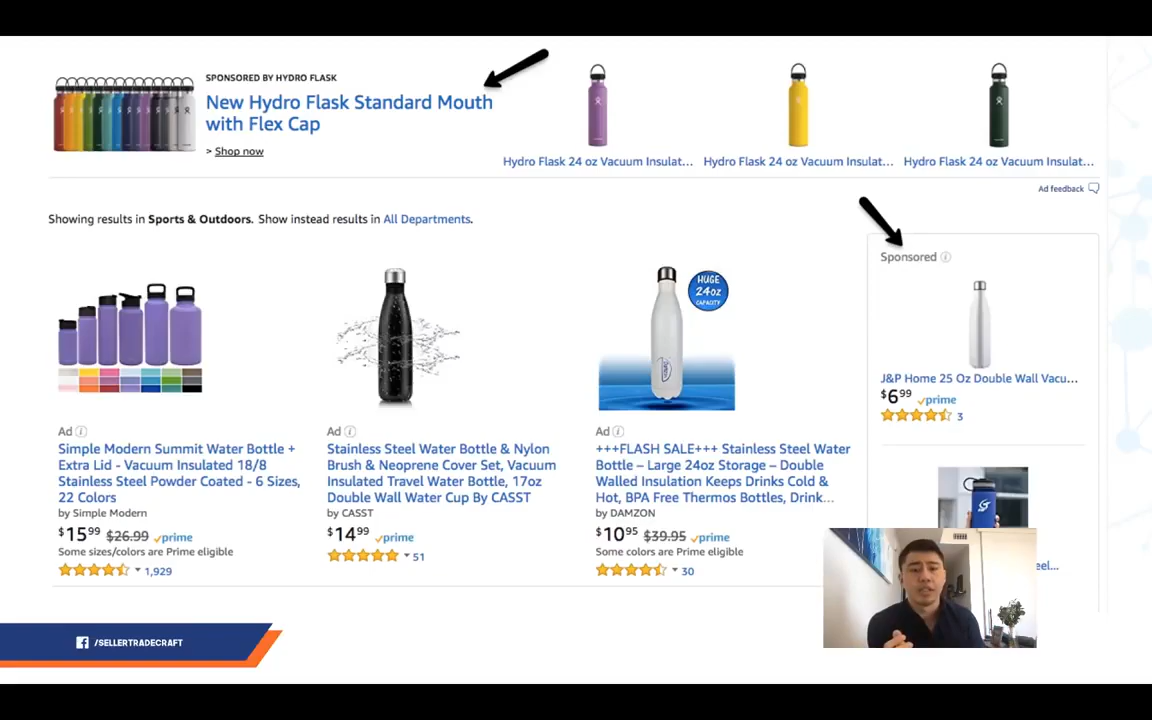 SPONSORED BY HYDRO FLASK
New Hydro Flask Standard Mouth
with Flex Cap
> Shop now
Hydro Flask 24 oz Vacuum Insulat...
Hydro Flask 24 oz Vacuum Insulat...
Hydro Flask 24 oz Vacuum Insulat...
Ad feedback
Showing results in Sports & Outdoors. Show instead results in All Departments.
Sponsored
HUGE
24oz
CAPACITY
J&P Home 25 Oz Double Wall Vacu...
$6.99 prime
3
Ad
Simple Modern Summit Water Bottle +
Extra Lid - Vacuum Insulated 18/8
Stainless Steel Powder Coated - 6 Sizes,
22 Colors
by Simple Modern
$15.99 $26.99 prime
Some sizes/colors are Prime eligible
1,929
Ad
Stainless Steel Water Bottle & Nylon
Brush & Neoprene Cover Set, Vacuum
Insulated Travel Water Bottle, 17oz
Double Wall Water Cup By CASST
by CASST
$14.99 prime
51
Ad
+++FLASH SALE+++ Stainless Steel Water
Bottle – Large 24oz Storage – Double
Walled Insulation Keeps Drinks Cold &
Hot, BPA Free Thermos Bottles, Drink...
by DAMZON
$10.95 $39.95 prime
Some colors are Prime eligible
30
eel...
/SELLERTRADECRAFT